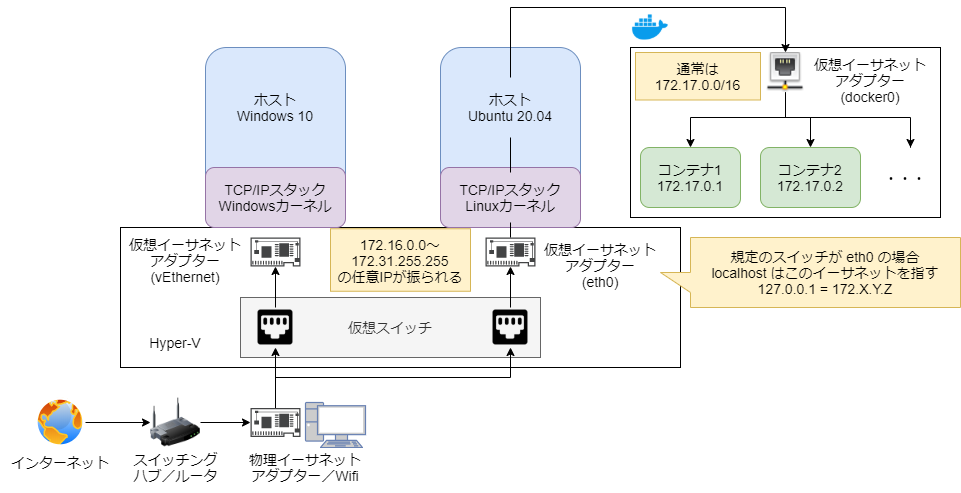 ホスト
Windows 10
TCP/IPスタック
Windowsカーネル
ホスト
Ubuntu 20.04
TCP/IPスタック
Linuxカーネル
通常は
172.17.0.0/16
仮想イーサネット
アダプター
(docker0)
コンテナ1
172.17.0.1
コンテナ2
172.17.0.2
・・・
仮想イーサネット
アダプター
(vEthernet)
172.16.0.0～
172.31.255.255
の任意IPが振られる
仮想イーサネット
アダプター
(eth0)
規定のスイッチが eth0 の場合
localhost はこのイーサネットを指す
127.0.0.1 = 172.X.Y.Z
仮想スイッチ
Hyper-V
インターネット
スイッチング
ハブ／ルータ
物理イーサネット
アダプター／Wifi